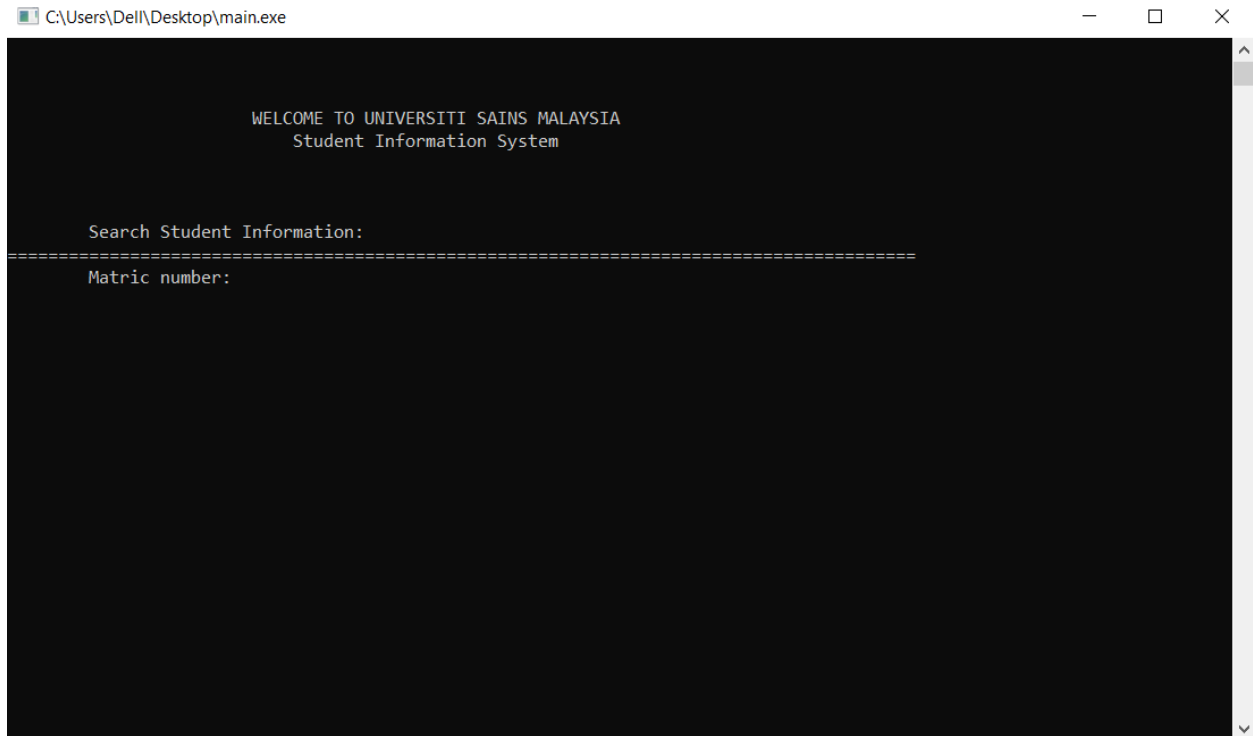 C:\Users\Dell\Desktop\main.exe
WELCOME TO UNIVERSITI SAINS MALAYSIA
Student Information System
Search Student Information:
=========================================================================================
Matric number: